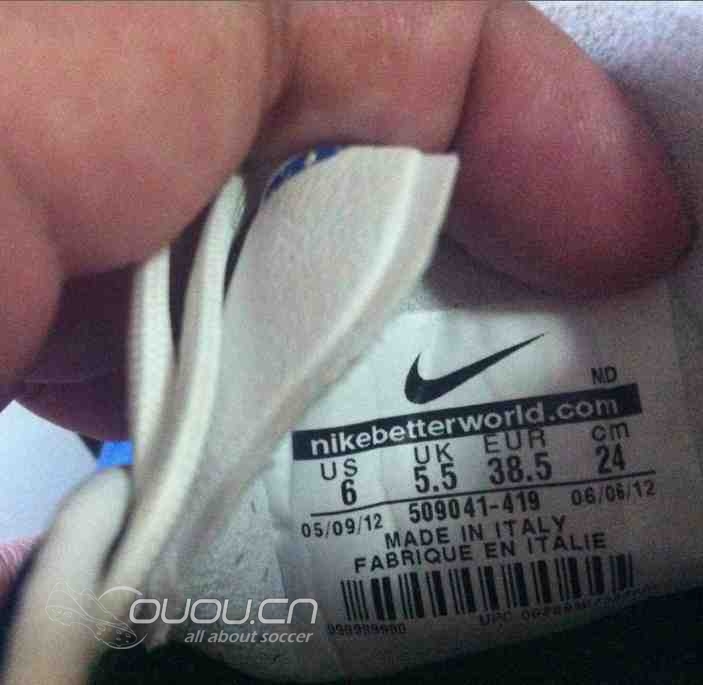 ND
nikebetterworld.com
US UK EUR cm
6 5.5 38.5 24
05/09/12 509041-419 06/06/12
MADE IN ITALY
FABRIQUE EN ITALIE
UPC
ouou.cn
all about soccer